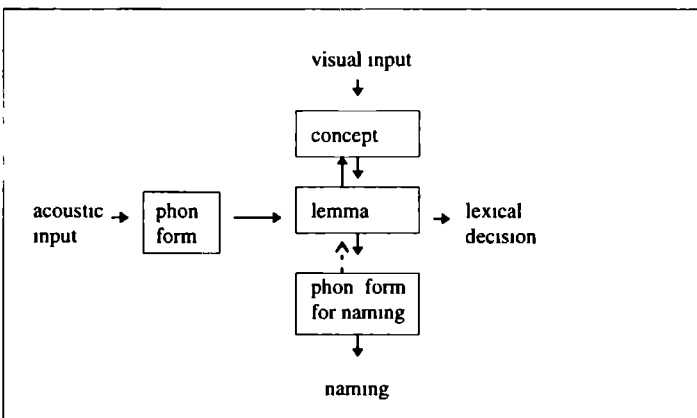 visual input
concept
acoustic input
phon form
lemma
lexical decision
phon form for naming
naming